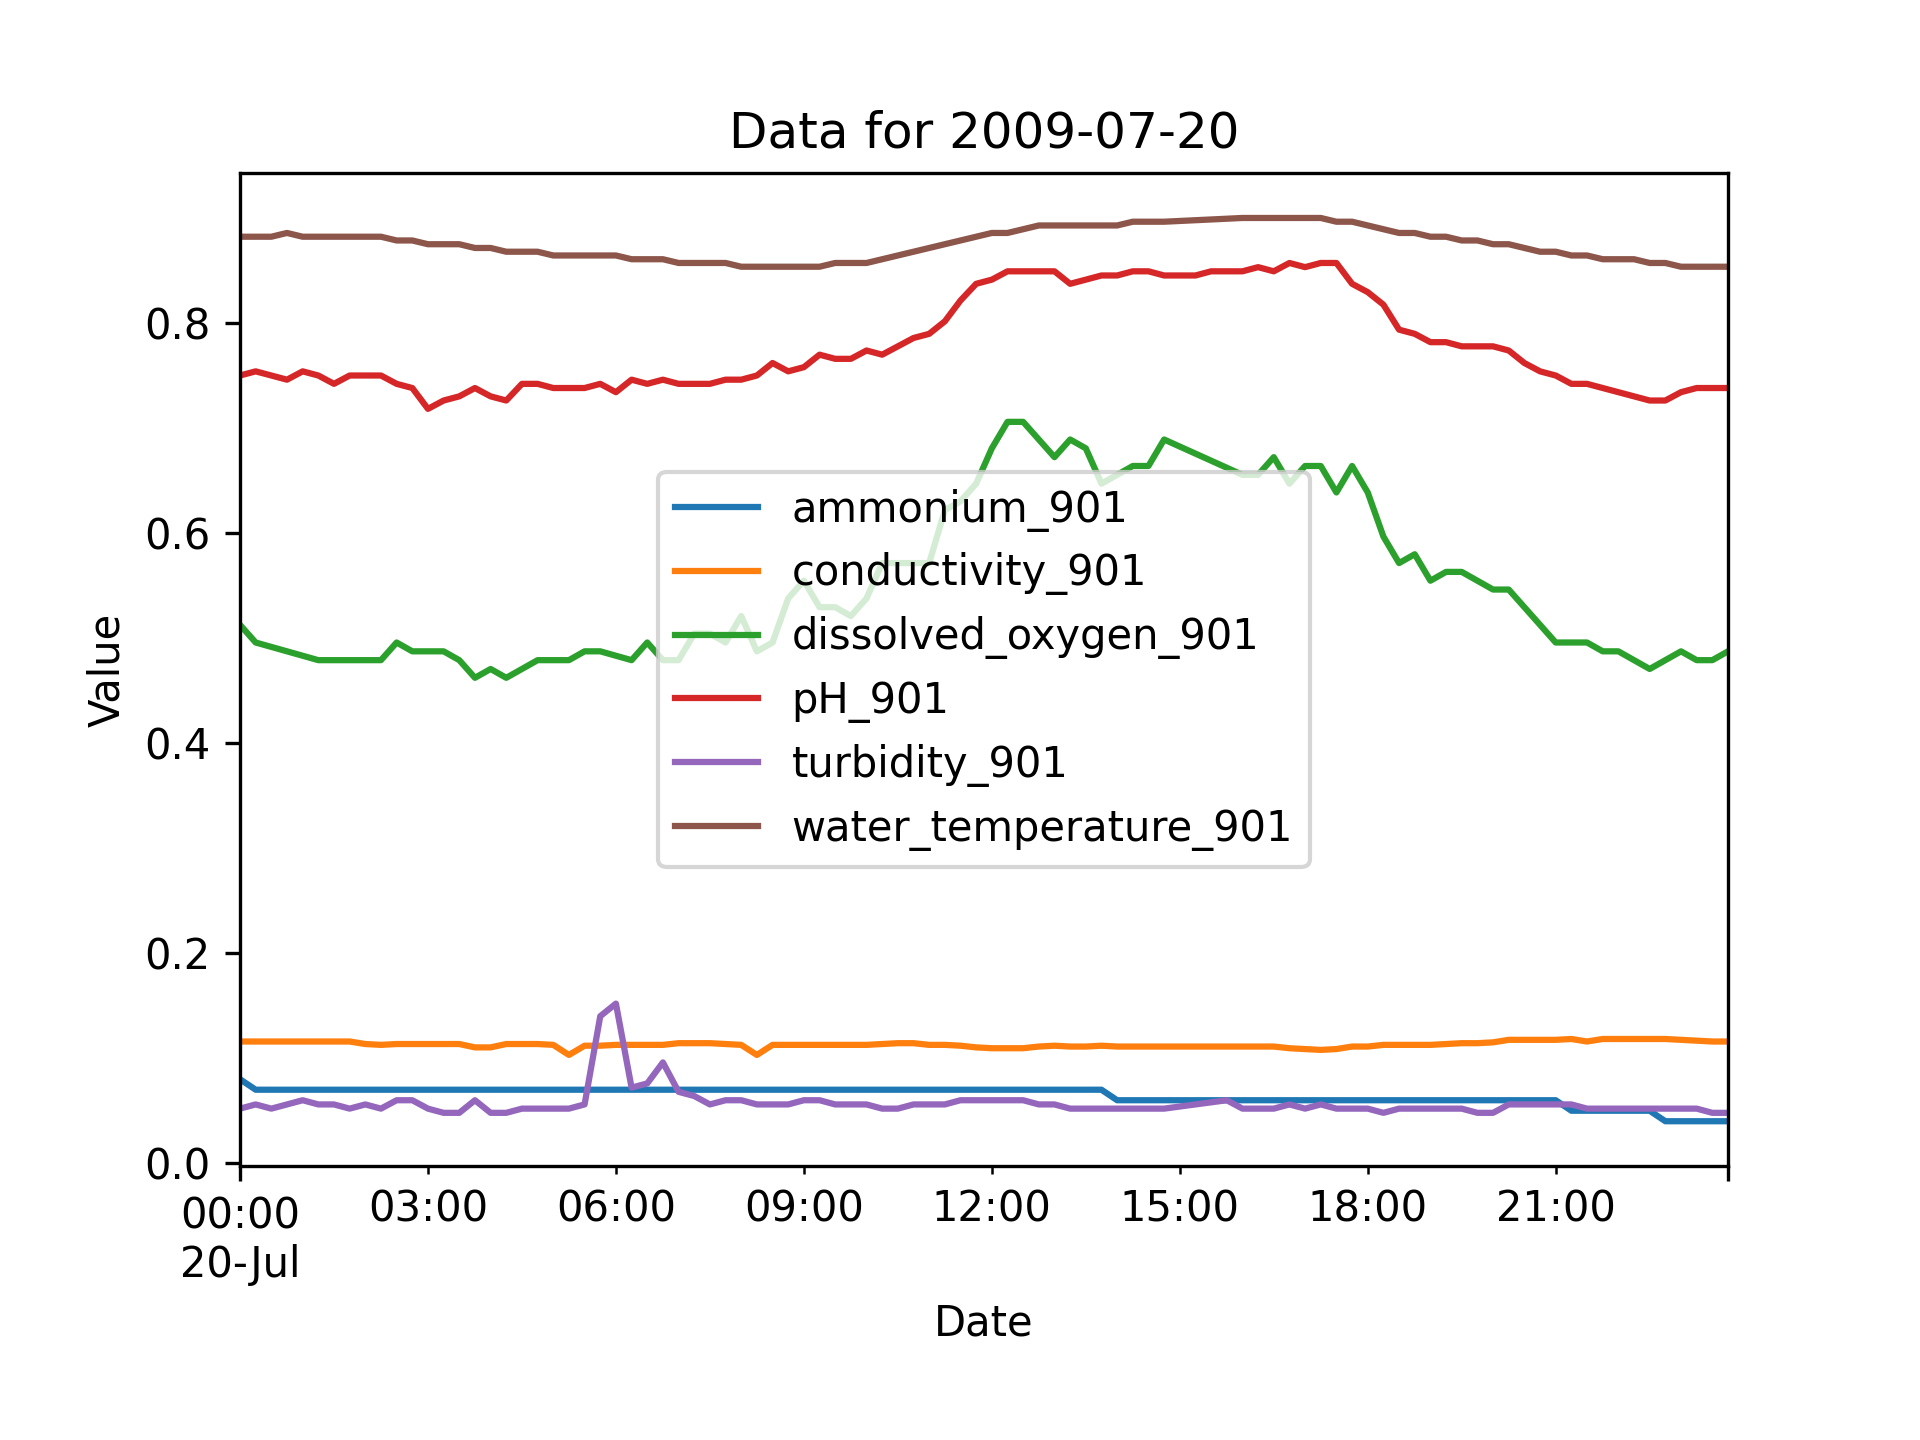 Data for 2009-07-20
Value
0.8
0.6
0.4
0.2
0.0
ammonium_901
conductivity_901
dissolved_oxygen_901
pH_901
turbidity_901
water_temperature_901
00:00 03:00 06:00 09:00 12:00 15:00 18:00 21:00
20-Jul
Date